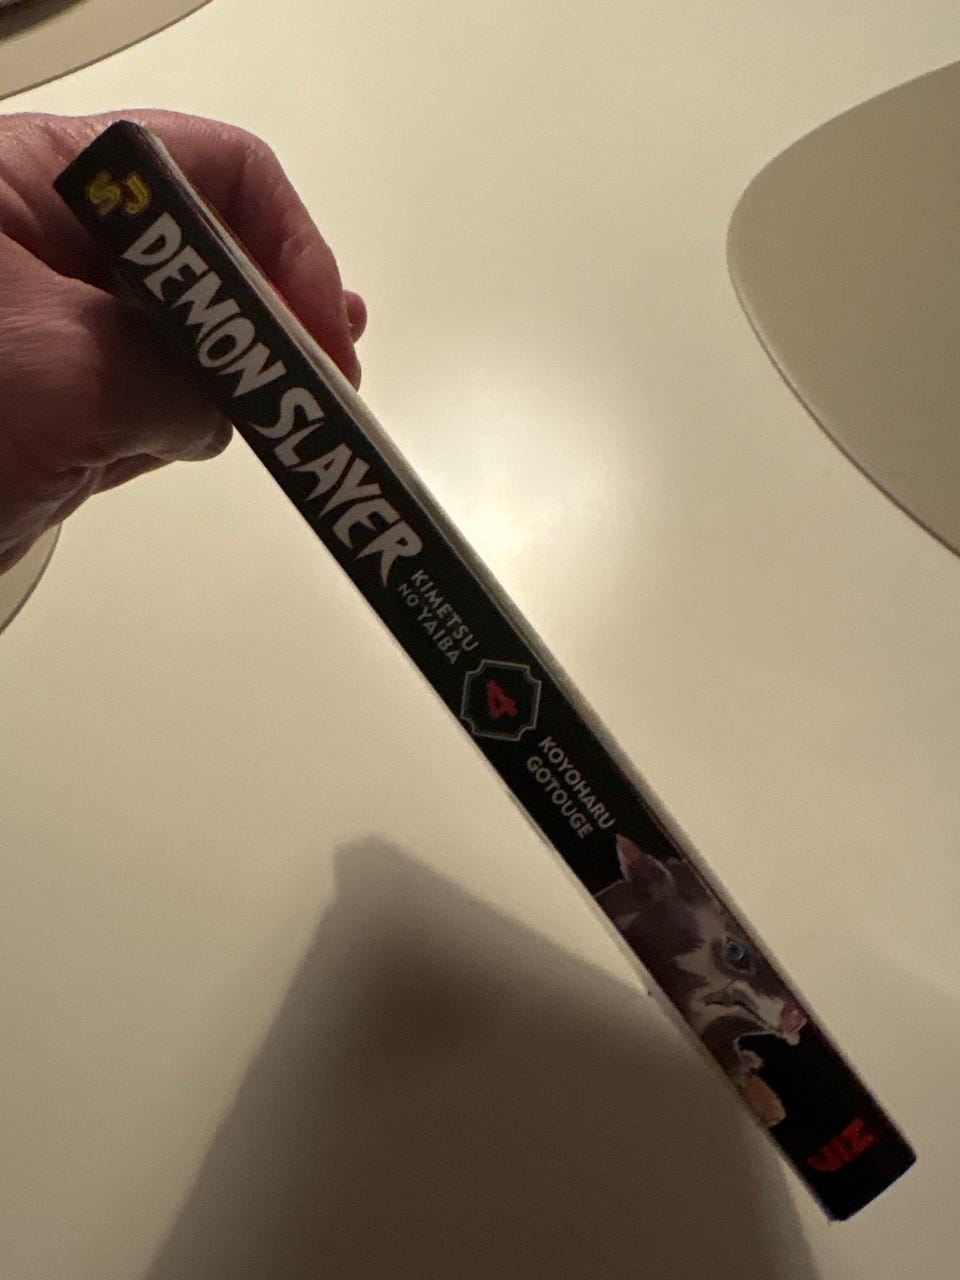 SJ
DEMON SLAYER
KIMETSU
NO YAIBA
4
KOYOHARU
GOTOUGE
VIZ